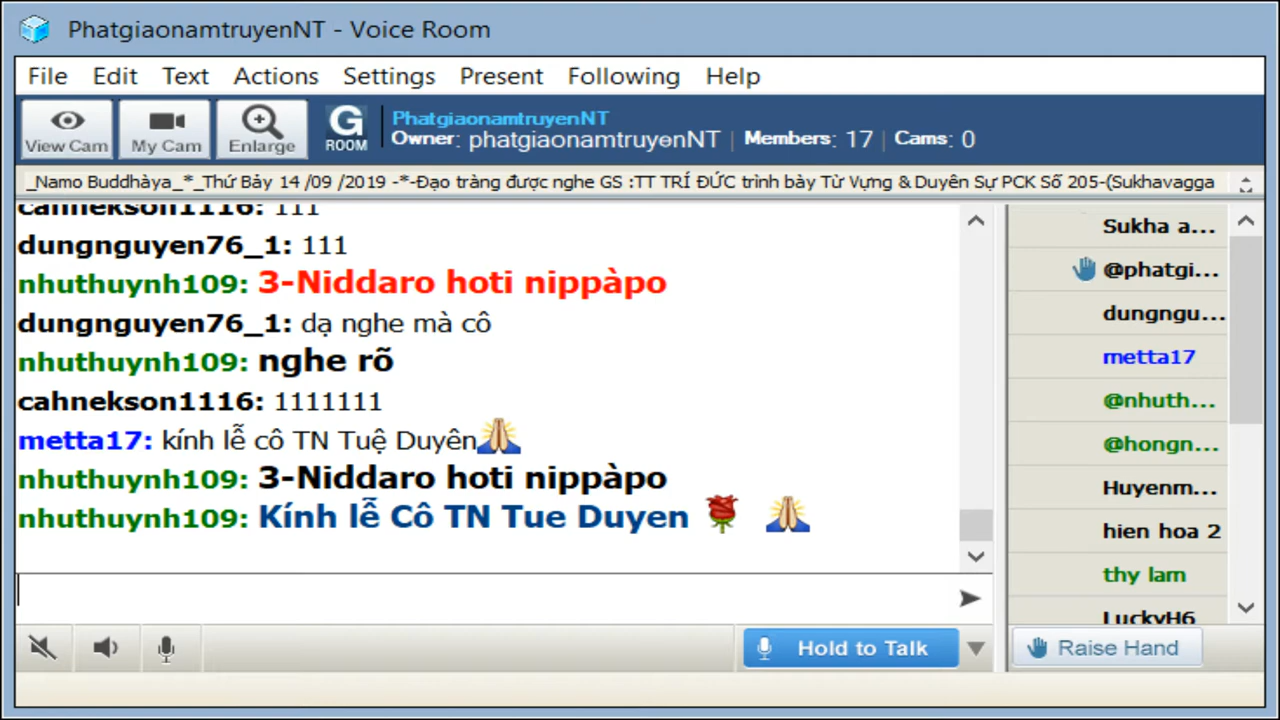 PhatgiaonamtruyenNT - Voice Room
File Edit Text Actions Settings Present Following Help
View Cam My Cam Enlarge G ROOM
PhatgiaonamtruyenNT
Owner: phatgiaonamtruyenNT | Members: 17 | Cams: 0
_Namo Buddhàya_*_Thứ Bảy 14 /09 /2019 -*-Đạo tràng được nghe GS :TT TRÍ ĐỨC trình bày Từ Vựng & Duyên Sự PCK Số 205-(Sukhavagga
cahnekson1116: 111
dungnguyen76_1: 111
nhuthuynh109: 3-Niddaro hoti nippàpo
dungnguyen76_1: dạ nghe mà cô
nhuthuynh109: nghe rõ
cahnekson1116: 1111111
metta17: kính lễ cô TN Tuệ Duyên
nhuthuynh109: 3-Niddaro hoti nippàpo
nhuthuynh109: Kính lễ Cô TN Tue Duyen
Sukha a...
@phatgi...
dungngu...
metta17
@nhuth...
@hongn...
Huyenm...
hien hoa 2
thy lam
LuckyH6
Hold to Talk
Raise Hand